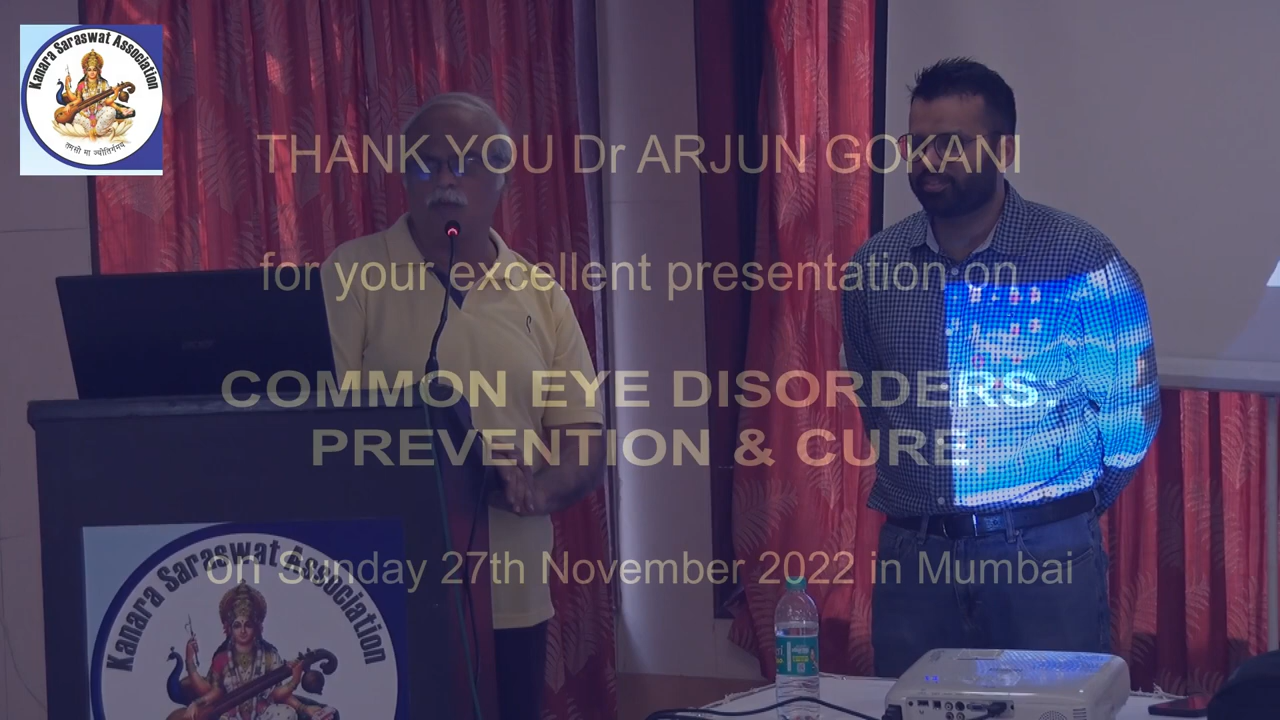 Kanara Saraswat Association
तमसो मा ज्योतिर्गमय
THANK YOU Dr ARJUN GOKANI
for your excellent presentation on
COMMON EYE DISORDERS.
PREVENTION & CURE
on Sunday 27th November 2022 in Mumbai
Kanara Saraswat Association